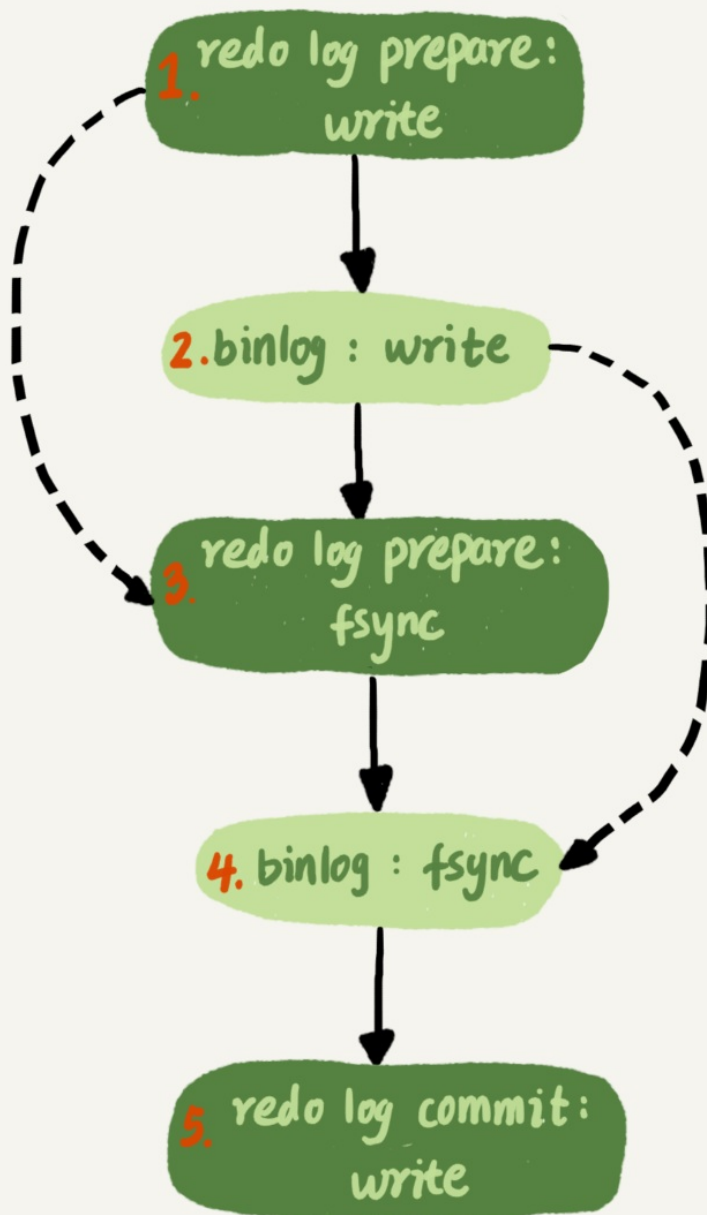 1. redo log prepare:
write
2. binlog : write
3. redo log prepare:
fsync
4. binlog : fsync
5. redo log commit:
write